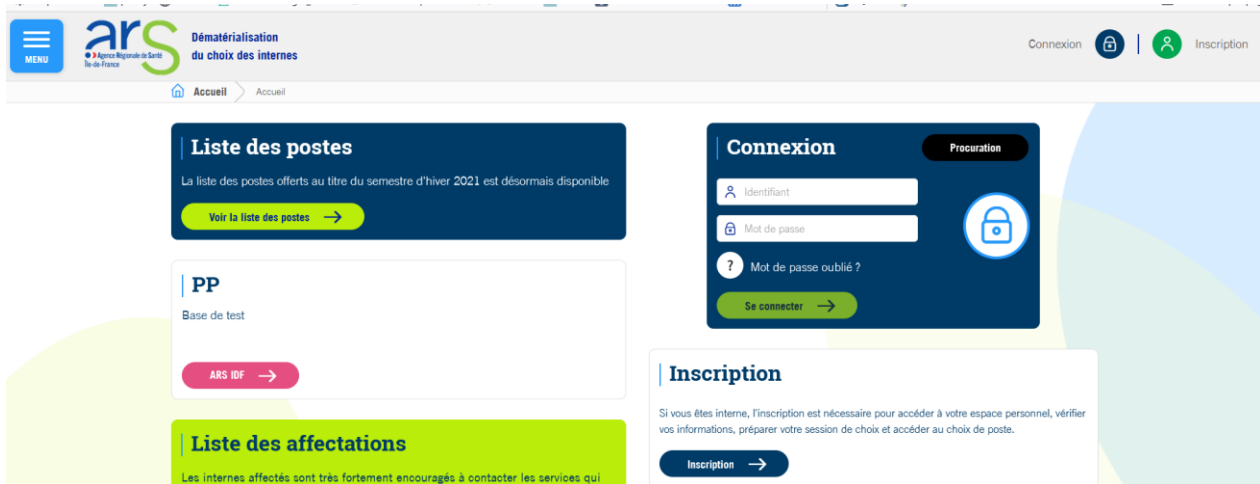 MENU
ars
Agence Régionale de Santé
Île-de-France
Dématérialisation
du choix des internes
Connexion
Inscription
Accueil
Accueil
Liste des postes
La liste des postes offerts au titre du semestre d'hiver 2021 est désormais disponible
Voir la liste des postes
PP
Base de test
ARS IDF
Liste des affectations
Les internes affectés sont très fortement encouragés à contacter les services qui
Connexion
Procuration
Identifiant
Mot de passe
? Mot de passe oublié ?
Se connecter
Inscription
Si vous êtes interne, l'inscription est nécessaire pour accéder à votre espace personnel, vérifier
vos informations, préparer votre session de choix et accéder au choix de poste.
Inscription